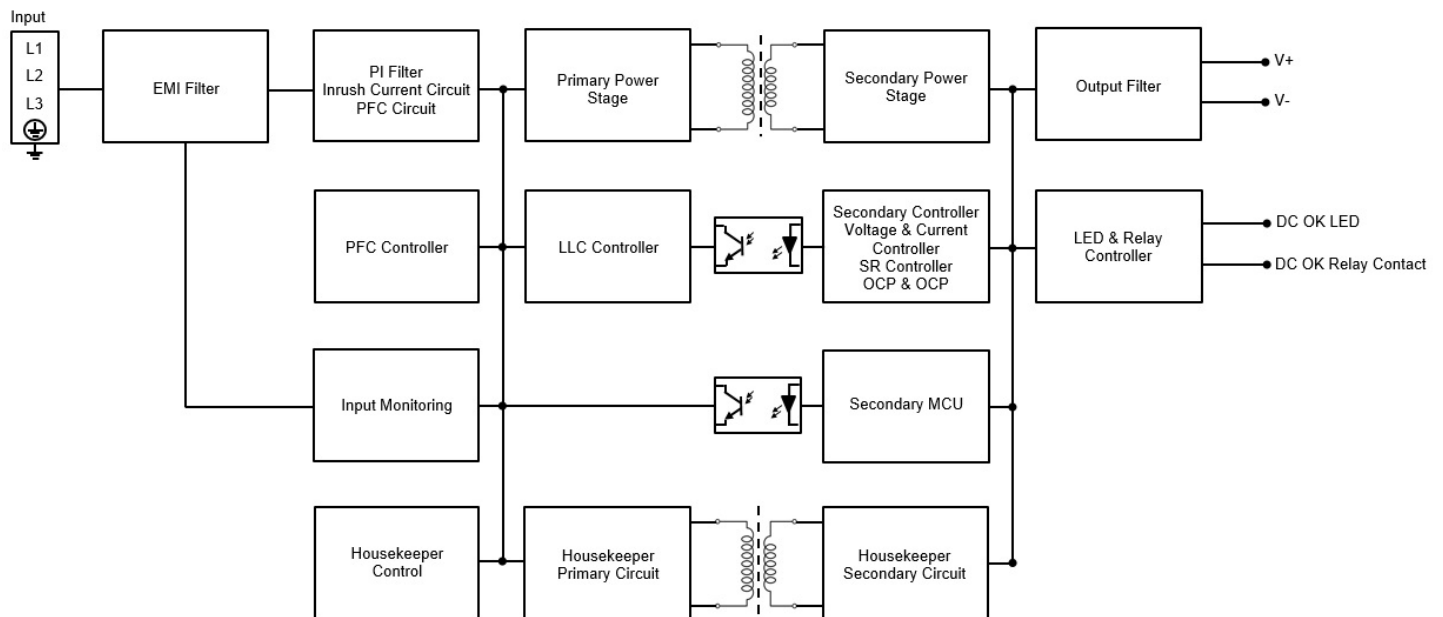 Input
L1
L2
L3
EMI Filter
PI Filter
Inrush Current Circuit
PFC Circuit
Primary Power
Stage
Secondary Power
Stage
Output Filter
V+
V-
PFC Controller
LLC Controller
Secondary Controller
Voltage & Current
Controller
SR Controller
OCP & OCP
LED & Relay
Controller
DC OK LED
DC OK Relay Contact
Input Monitoring
Secondary MCU
Housekeeper
Control
Housekeeper
Primary Circuit
Housekeeper
Secondary Circuit